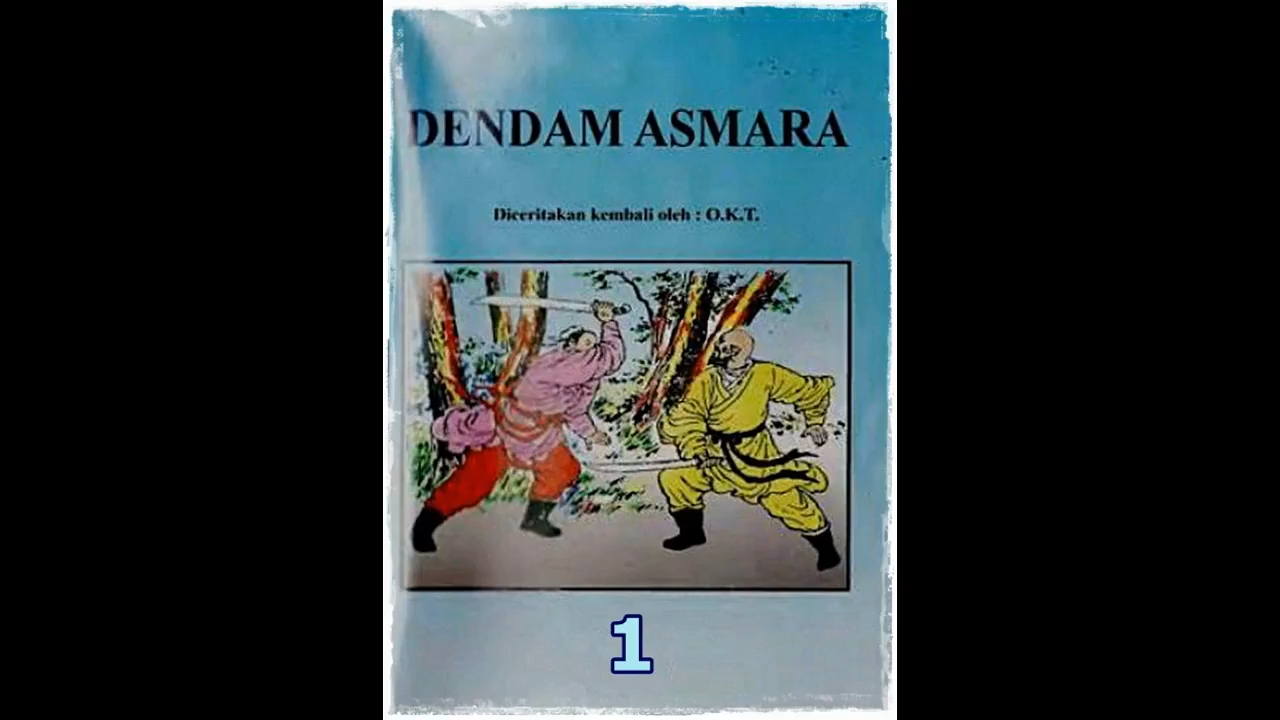 DENDAM ASMARA
Diceritakan kembali oleh : O.K.T.
1